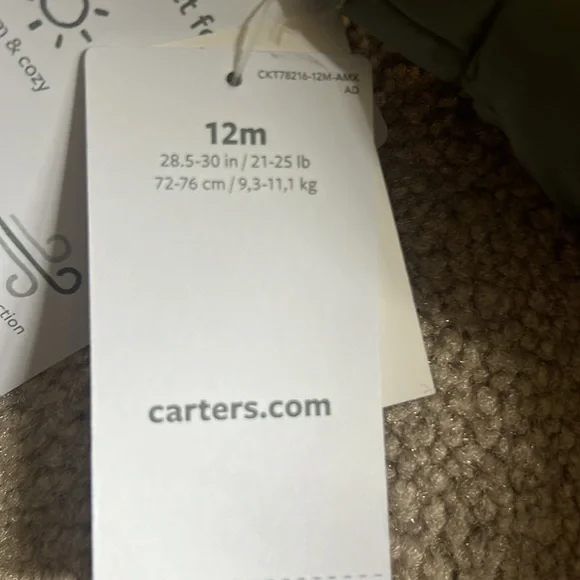 & cozy
CKT78216-12M-AMX
AD
12m
28.5-30 in / 21-25 lb
72-76 cm / 9,3-11,1 kg
carters.com